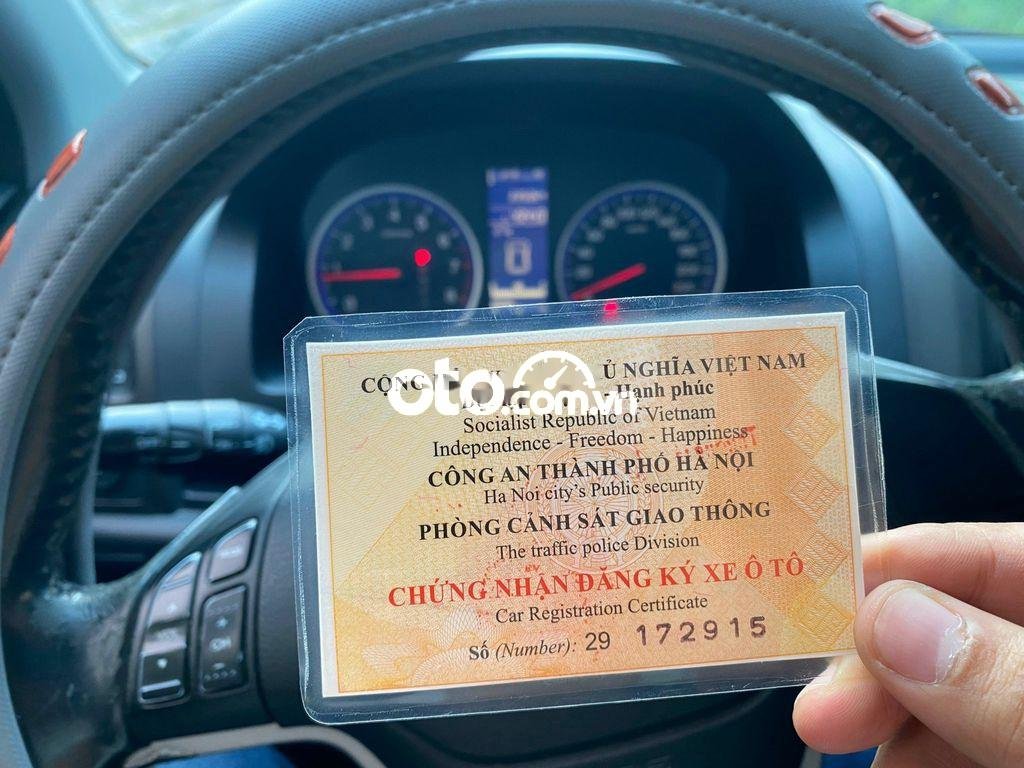 CỘNG Ủ NGHĨA VIỆT NAM
Hạnh phúc
oto.com.vn
Socialist Republic of Vietnam
Independence - Freedom - Happiness
CÔNG AN THÀNH PHỐ HÀ NỘI
Ha Noi city's Public security
PHÒNG CẢNH SÁT GIAO THÔNG
The traffic police Division
CHỨNG NHẬN ĐĂNG KÝ XE Ô TÔ
Car Registration Certificate
Số (Number): 29 172915